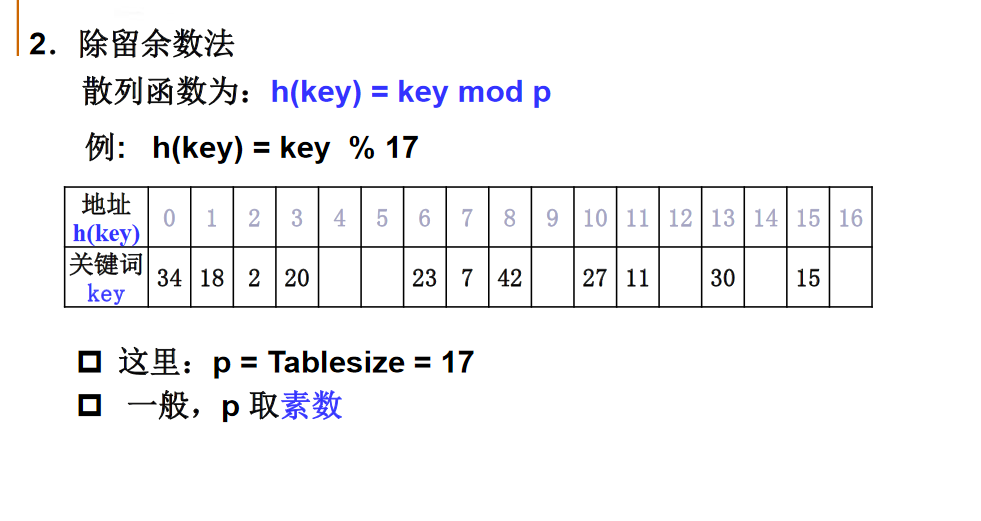 2. 除留余数法
散列函数为：h(key) = key mod p
例: h(key) = key % 17
地址 h(key) 0 1 2 3 4 5 6 7 8 9 10 11 12 13 14 15 16
关键词 key 34 18 2 20 23 7 42 27 11 30 15
这里：p = Tablesize = 17
一般，p 取素数